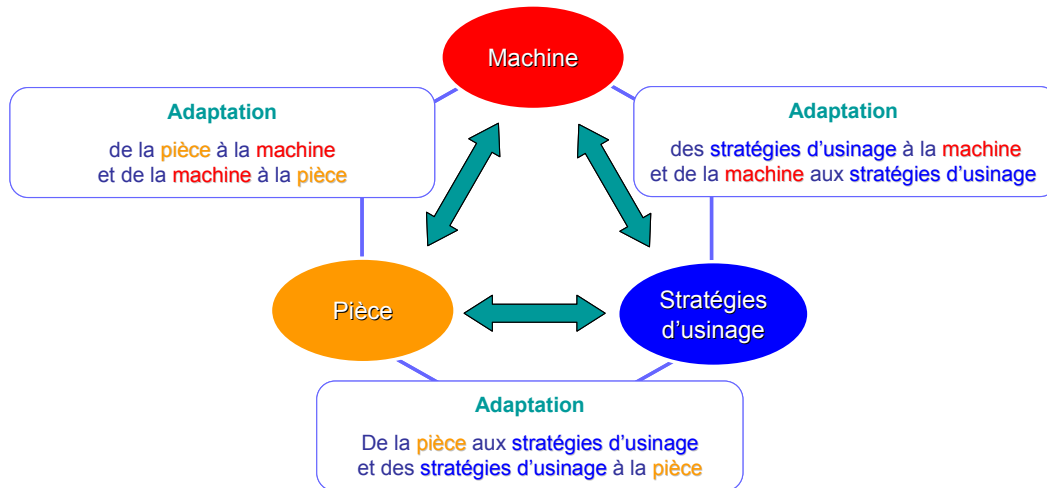 Machine
Adaptation
de la pièce à la machine
et de la machine à la pièce
Adaptation
des stratégies d'usinage à la machine
et de la machine aux stratégies d'usinage
Pièce
Stratégies
d'usinage
Adaptation
De la pièce aux stratégies d'usinage
et des stratégies d'usinage à la pièce